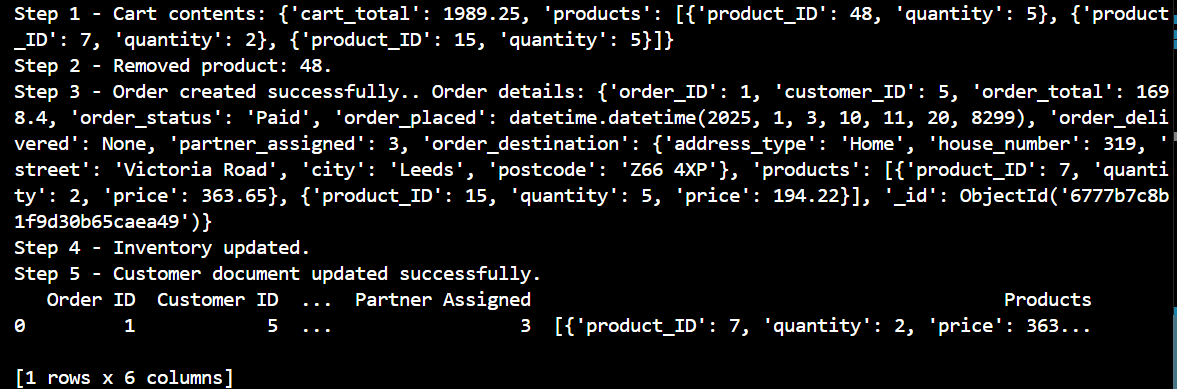 Step 1 - Cart contents: {'cart_total': 1989.25, 'products': [{'product_ID': 48, 'quantity': 5}, {'product
_ID': 7, 'quantity': 2}, {'product_ID': 15, 'quantity': 5}]}
Step 2 - Removed product: 48.
Step 3 - Order created successfully.. Order details: {'order_ID': 1, 'customer_ID': 5, 'order_total': 169
8.4, 'order_status': 'Paid', 'order_placed': datetime.datetime(2025, 1, 3, 10, 11, 20, 8299), 'order_deli
vered': None, 'partner_assigned': 3, 'order_destination': {'address_type': 'Home', 'house_number': 319, '
street': 'Victoria Road', 'city': 'Leeds', 'postcode': 'Z66 4XP'}, 'products': [{'product_ID': 7, 'quanti
ty': 2, 'price': 363.65}, {'product_ID': 15, 'quantity': 5, 'price': 194.22}], '_id': ObjectId('6777b7c8b
1f9d30b65caea49')}
Step 4 - Inventory updated.
Step 5 - Customer document updated successfully.
   Order ID  Customer ID  ...  Partner Assigned                                           Products
0         1            5  ...                 3  [{'product_ID': 7, 'quantity': 2, 'price': 363...
[1 rows x 6 columns]